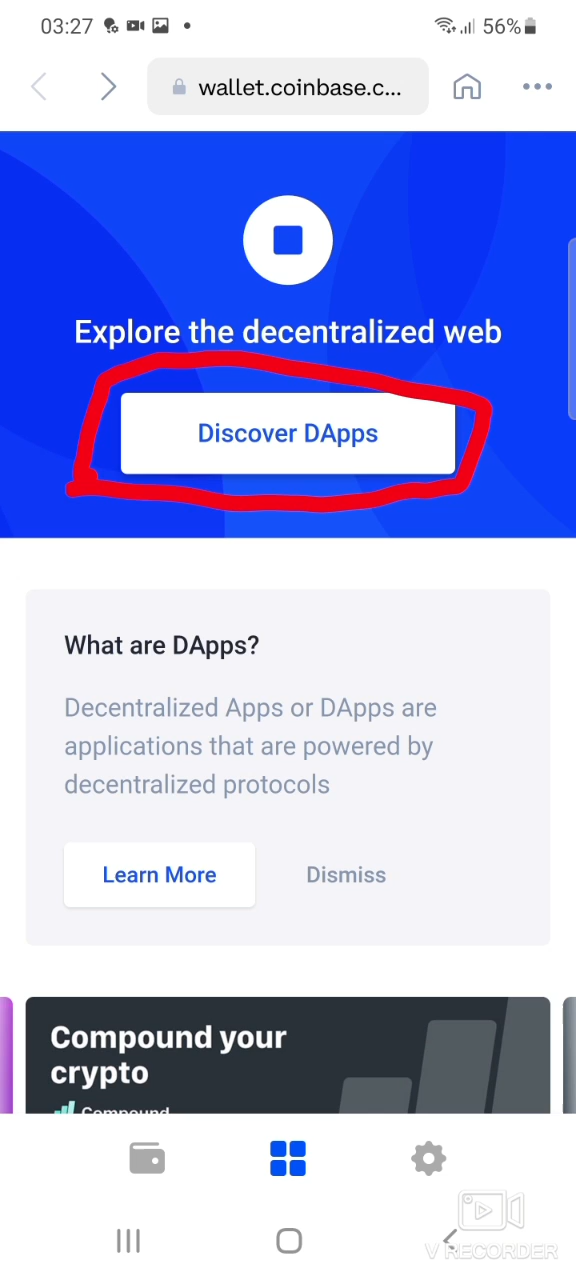 03:27
56%
wallet.coinbase.c...
Explore the decentralized web
Discover DApps
What are DApps?
Decentralized Apps or DApps are
applications that are powered by
decentralized protocols
Learn More
Dismiss
Compound your
crypto
Compound
V RECORDER